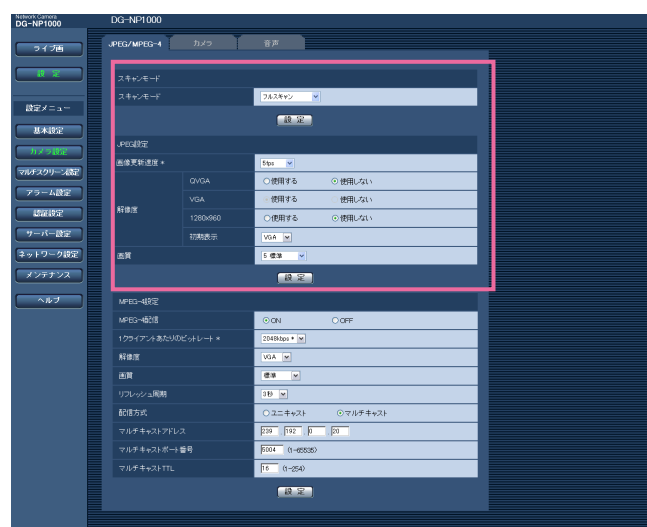 Network Camera
DG-NP1000
DG-NP1000
ライブ画
設 定
設定メニュー
基本設定
カメラ設定
マルチスクリーン設定
アラーム設定
認証設定
サーバー設定
ネットワーク設定
メンテナンス
ヘルプ
JPEG/MPEG-4 カメラ 音声
スキャンモード
スキャンモード フルスキャン
設 定
JPEG設定
画像更新速度 * 5fps
解像度
QVGA 使用する 使用しない
VGA 使用する 使用しない
1280x960 使用する 使用しない
初期表示 VGA
画質 5 標準
設 定
MPEG-4設定
MPEG-4配信 ON OFF
1クライアントあたりのビットレート * 2048kbps *
解像度 VGA
画質 標準
リフレッシュ周期 3秒
配信方式 ユニキャスト マルチキャスト
マルチキャストアドレス 239 . 192 . 0 . 20
マルチキャストポート番号 5004 (1-65535)
マルチキャストTTL 16 (1-254)
設 定